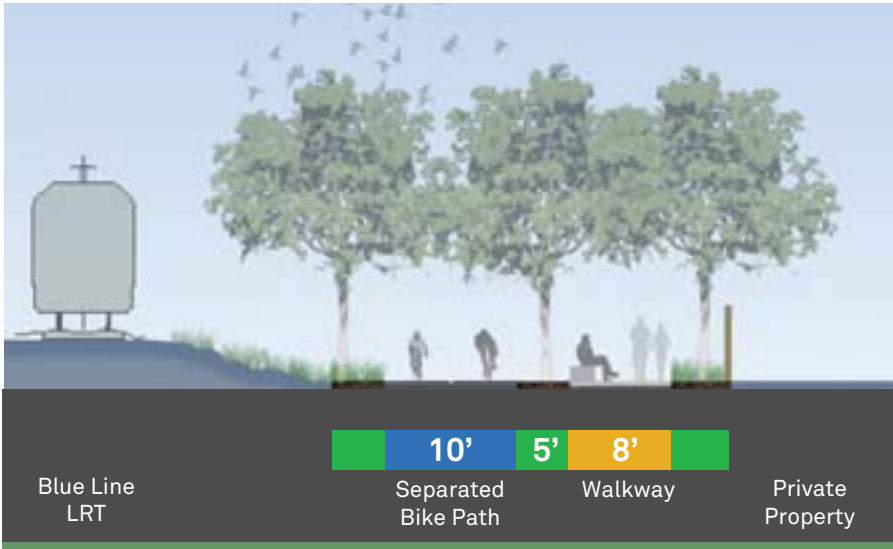 10’ 5’ 8’
Blue Line
LRT
Separated
Bike Path
Walkway
Private
Property